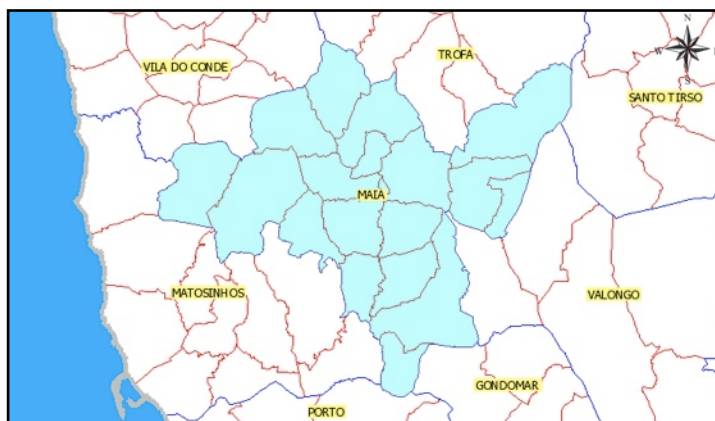 N
TROFA
VILA DO CONDE
W
SANTO TIRSO
S
MAIA
MATOSINHOS
VALONGO
GONDOMAR
PORTO